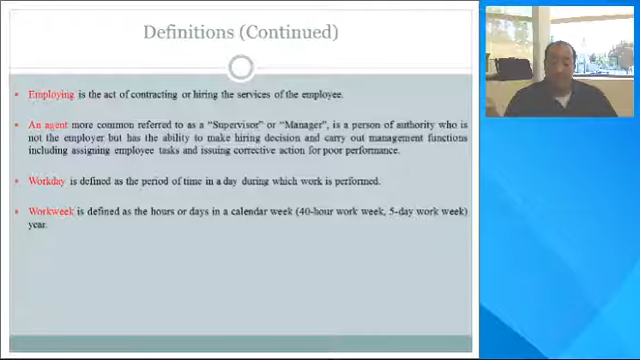 Definitions (Continued)
Employing is the act of contracting or hiring the services of the employee.
An agent more common referred to as a “Supervisor” or “Manager”, is a person of authority who is
not the employer but has the ability to make hiring decision and carry out management functions
including assigning employee tasks and issuing corrective action for poor performance.
Workday is defined as the period of time in a day during which work is performed.
Workweek is defined as the hours or days in a calendar week (40-hour work week, 5-day work week)
year.